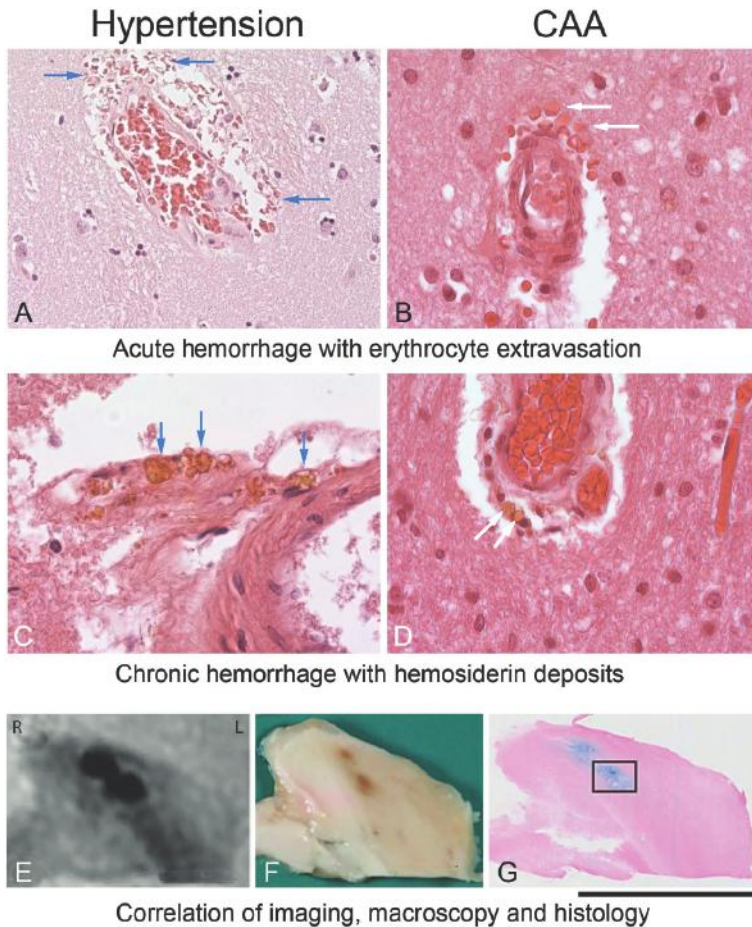 Hypertension CAA
A B
Acute hemorrhage with erythrocyte extravasation
C D
Chronic hemorrhage with hemosiderin deposits
R L
E F G
Correlation of imaging, macroscopy and histology